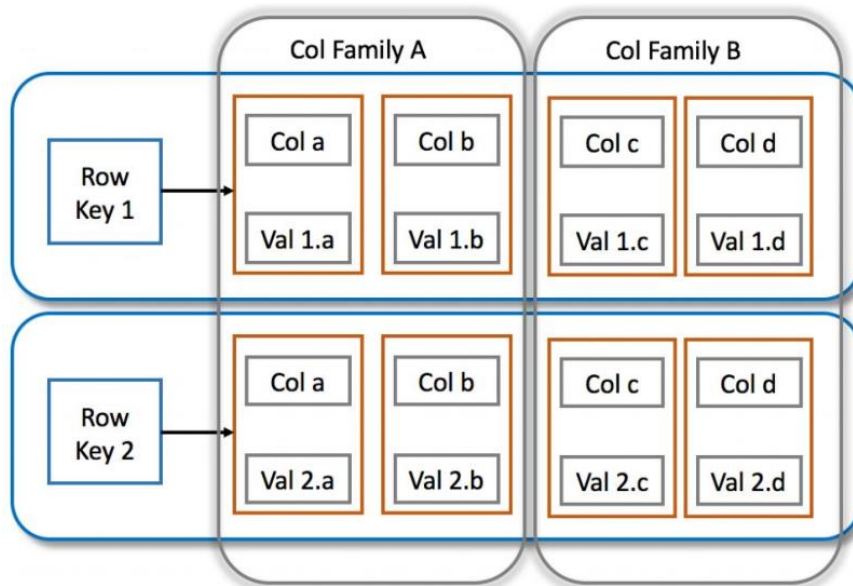 Col Family A
Col Family B
Row
Key 1
Col a
Col b
Col c
Col d
Val 1.a
Val 1.b
Val 1.c
Val 1.d
Row
Key 2
Col a
Col b
Col c
Col d
Val 2.a
Val 2.b
Val 2.c
Val 2.d